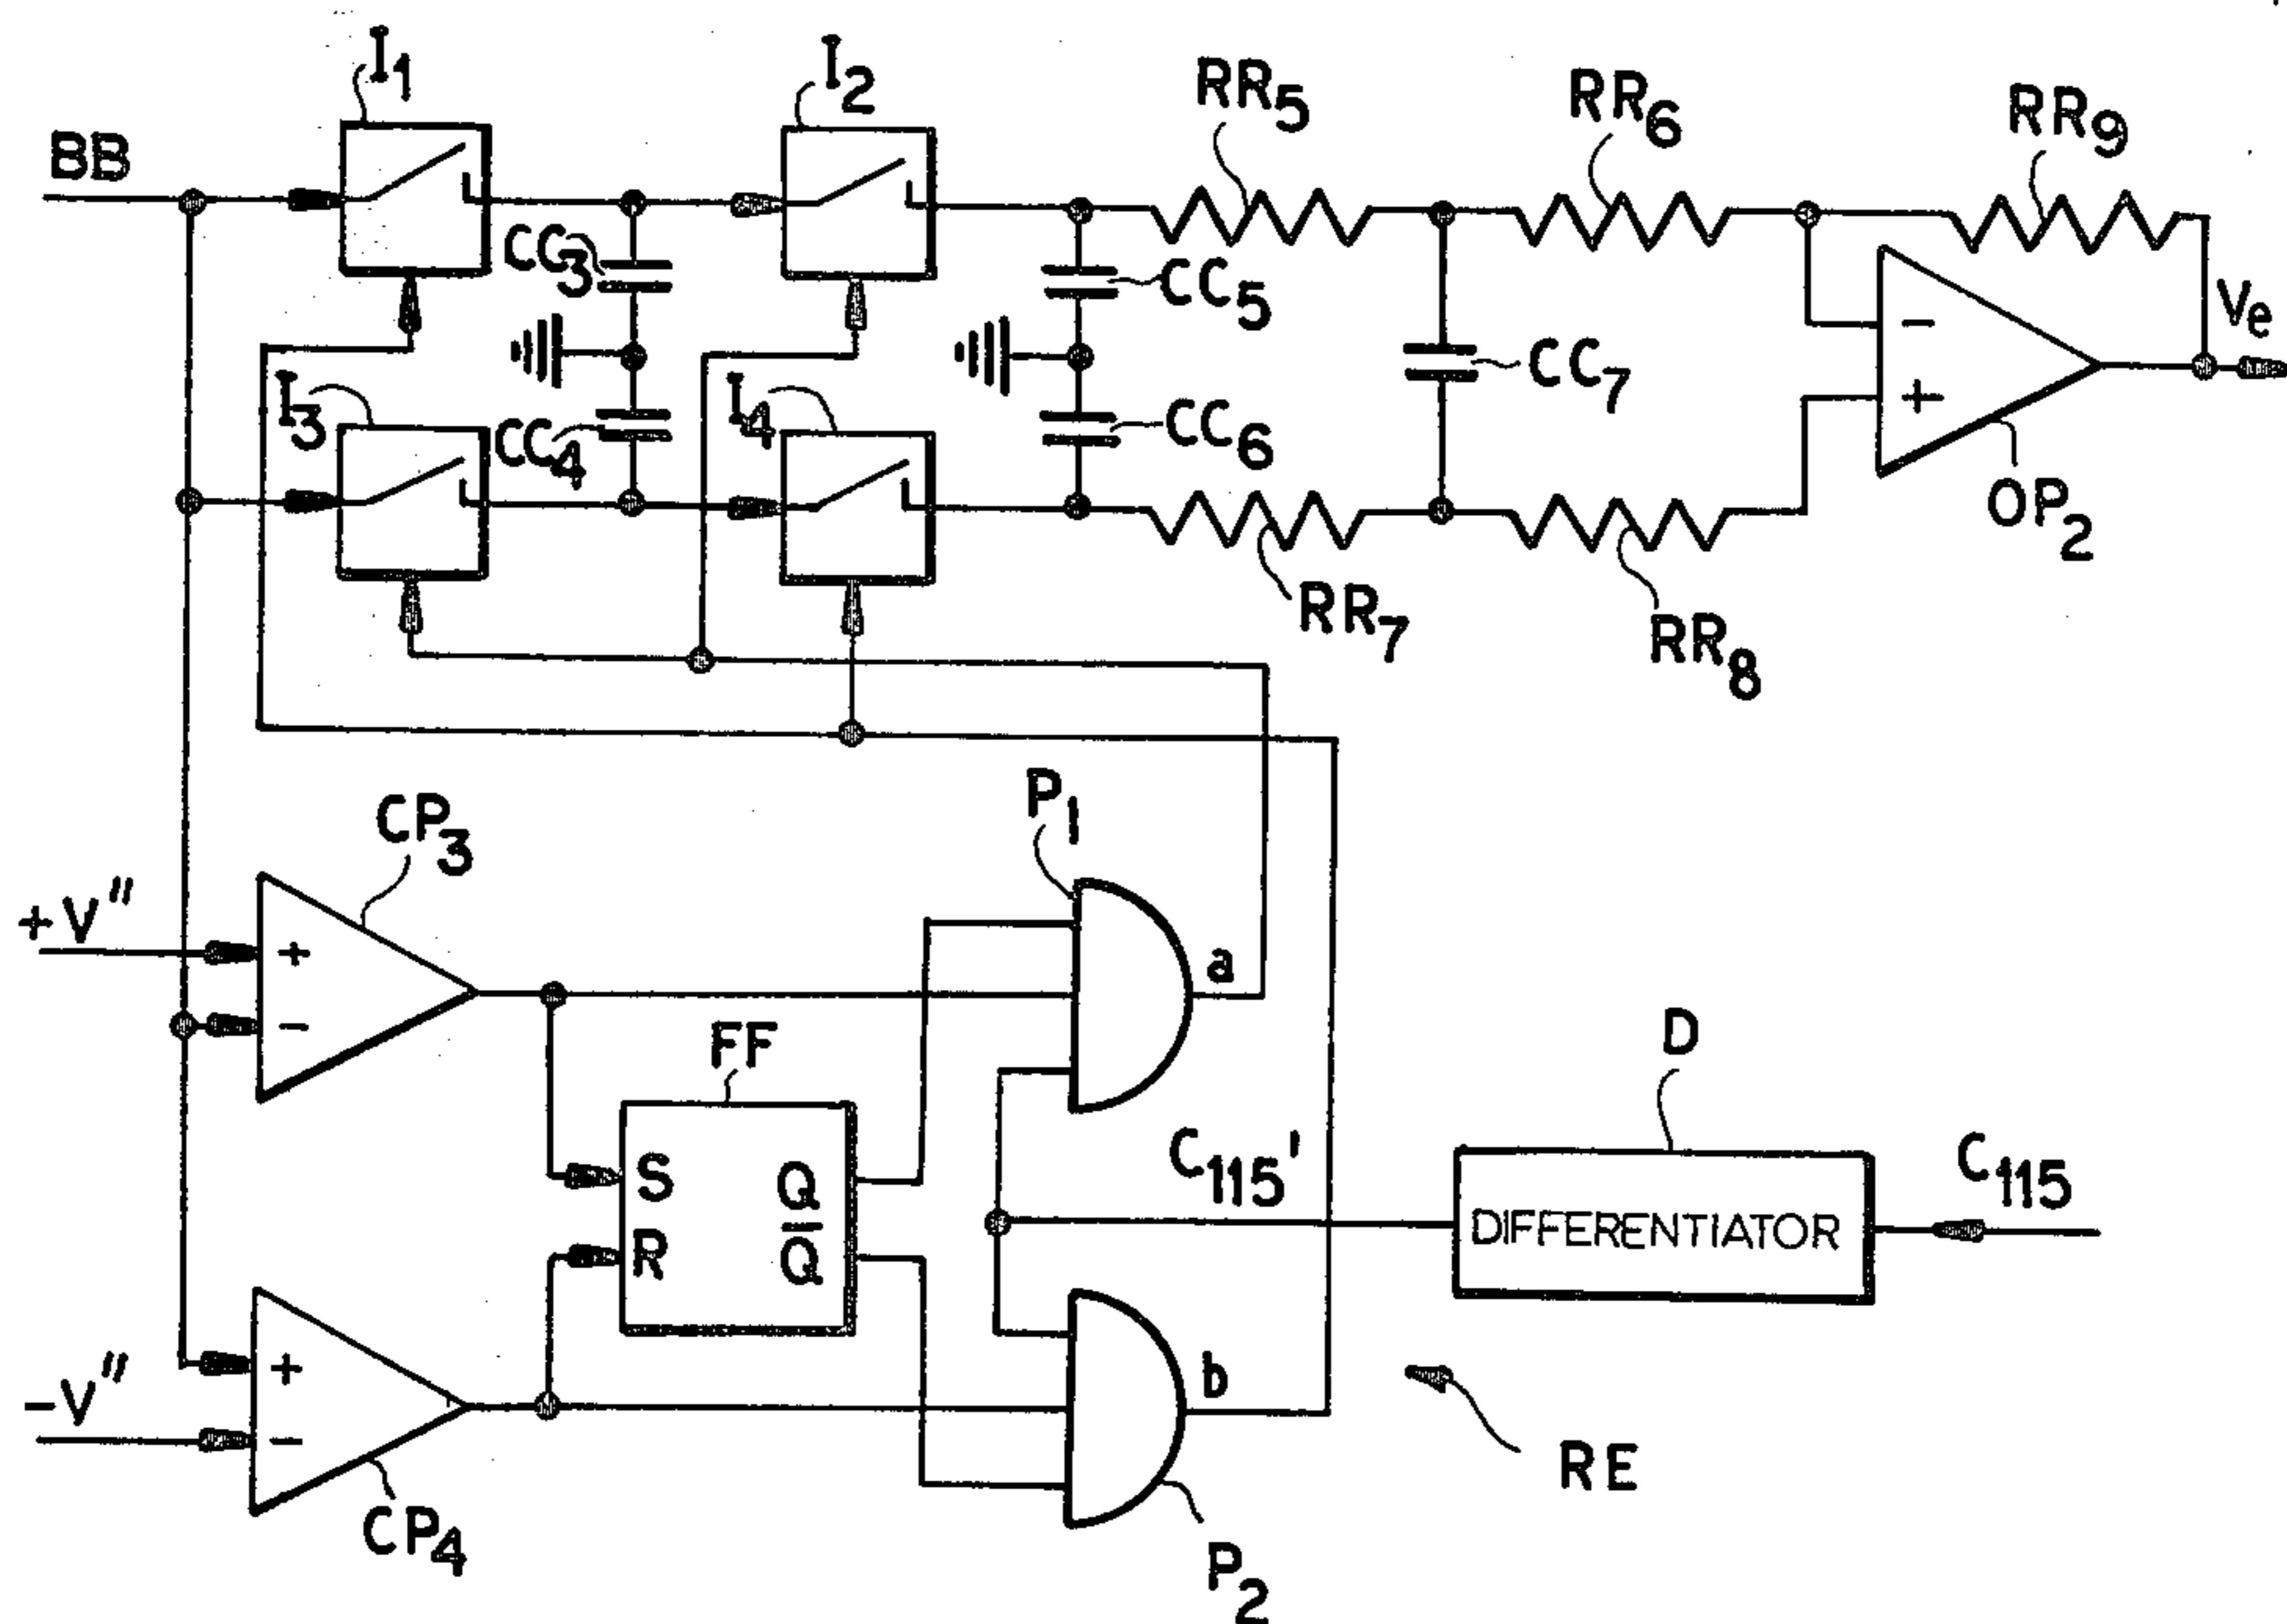 I1
I2
RR5
RR6
RR9
BB
CC3
CC5
Ve
I3
CC4
I4
CC6
CC7
−
+
OP2
RR7
RR8
CP3
P1
+V"
+
−
a
FF
D
S
Q
R
Q̅
C115'
DIFFERENTIATOR
C115
−V"
+
−
b
RE
CP4
P2